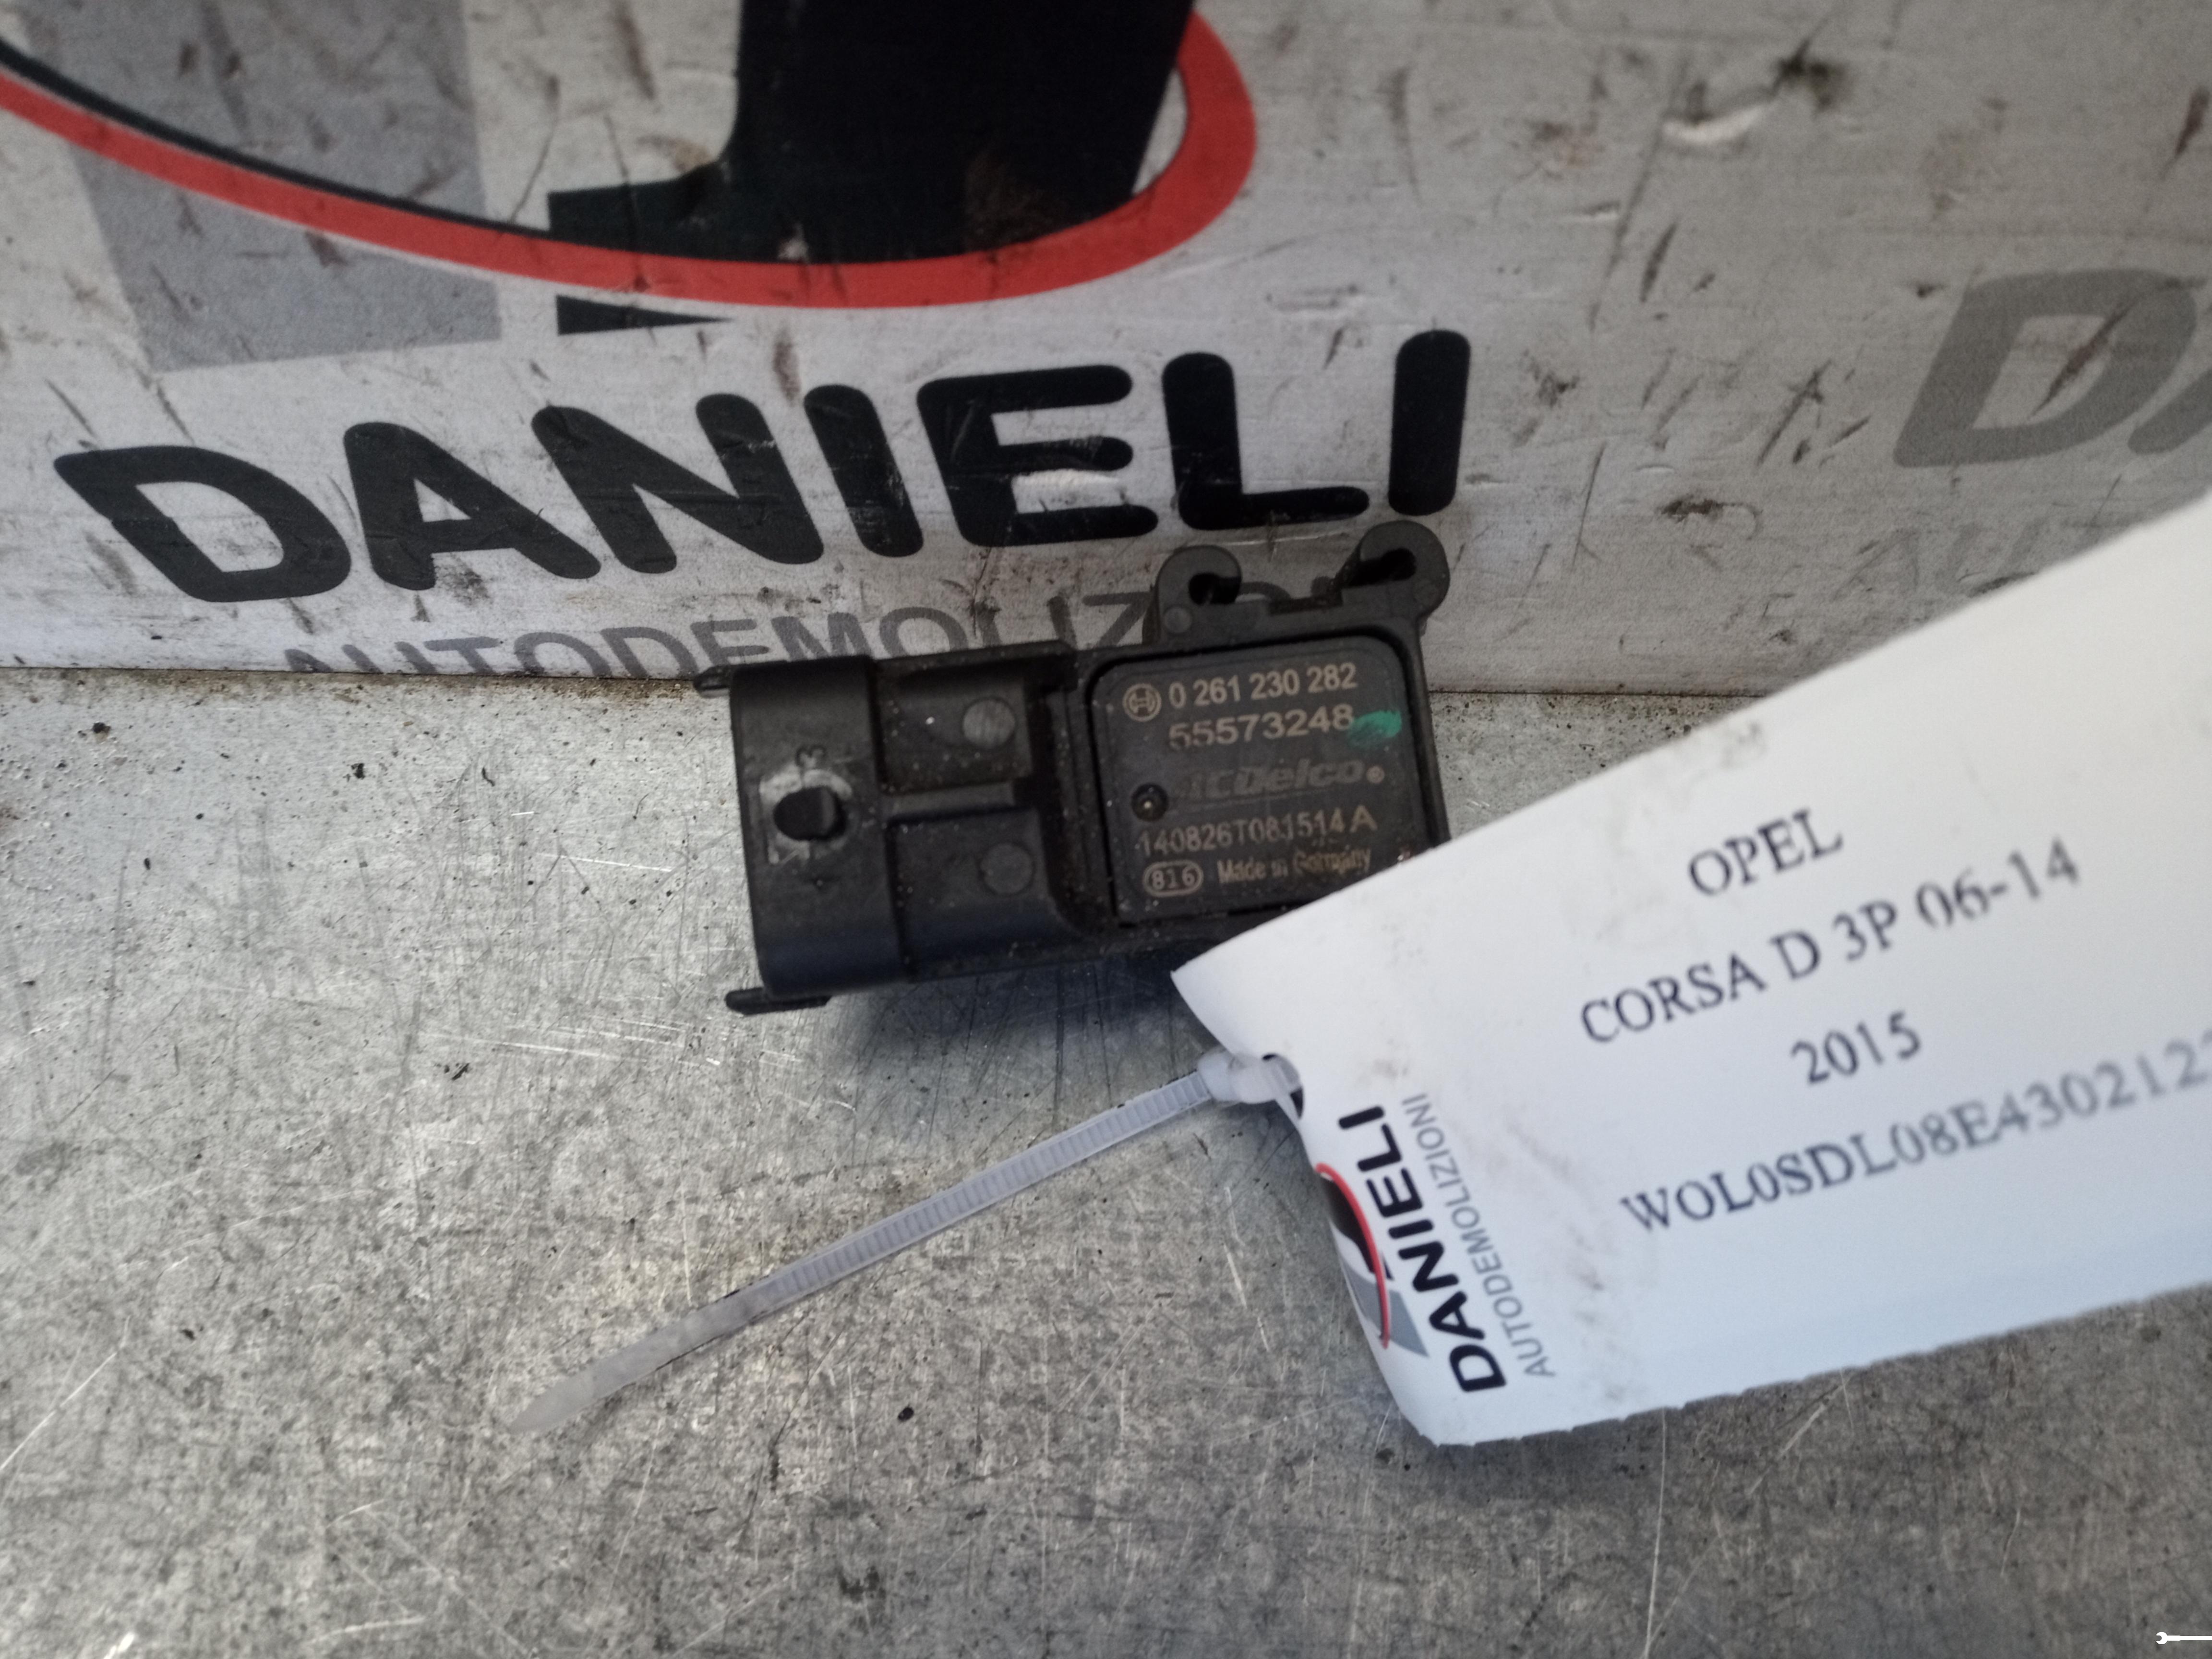 DANIELI
AUTODEMOLIZIONI
0 261 230 282
55573248
ACDelco®
140826T081514 A
816 Made in Germany
OPEL
CORSA D 3P 06-14
2015
WOL0SDL08E430212
DANIELI
AUTODEMOLIZIONI